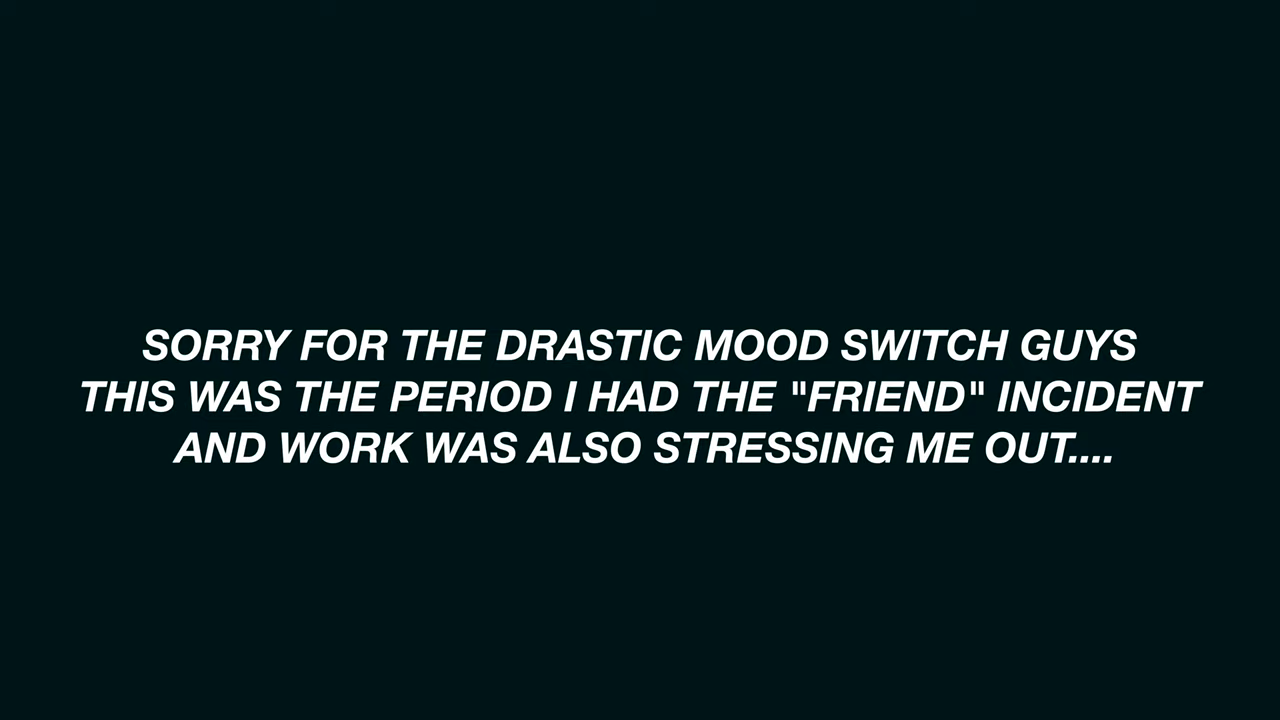 SORRY FOR THE DRASTIC MOOD SWITCH GUYS
THIS WAS THE PERIOD I HAD THE "FRIEND" INCIDENT
AND WORK WAS ALSO STRESSING ME OUT....